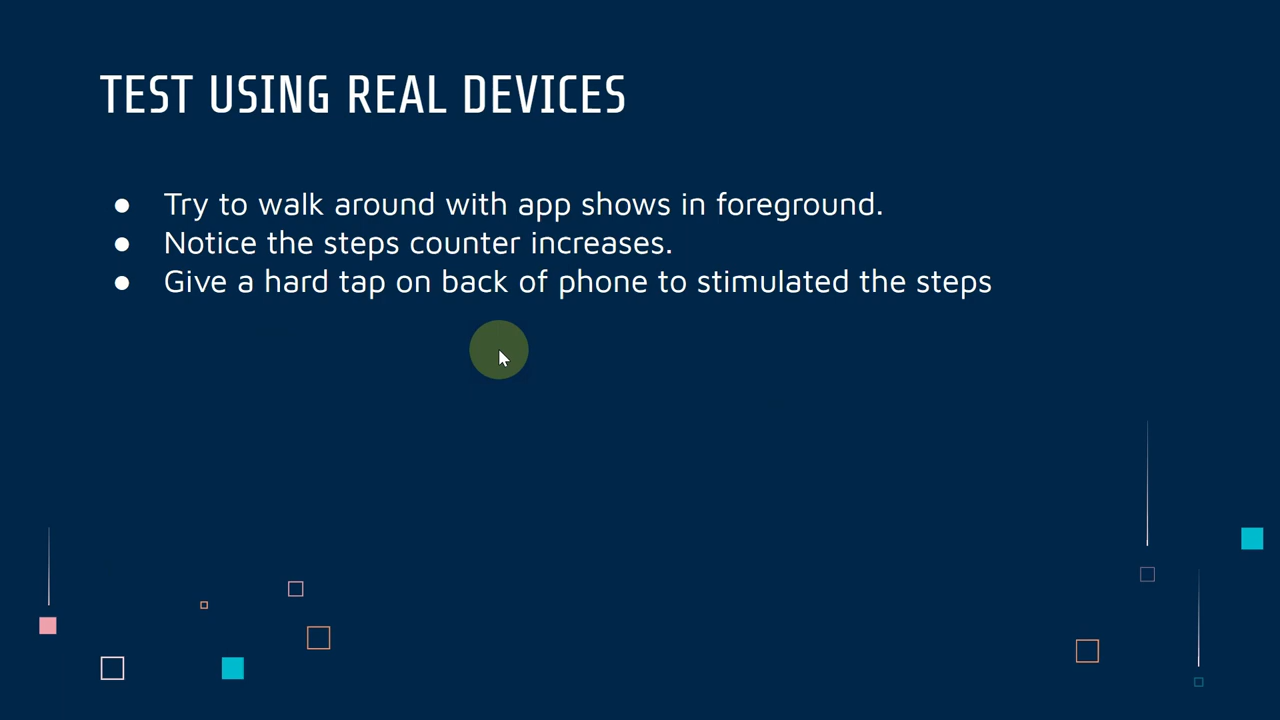 TEST USING REAL DEVICES
● Try to walk around with app shows in foreground.
● Notice the steps counter increases.
● Give a hard tap on back of phone to stimulated the steps